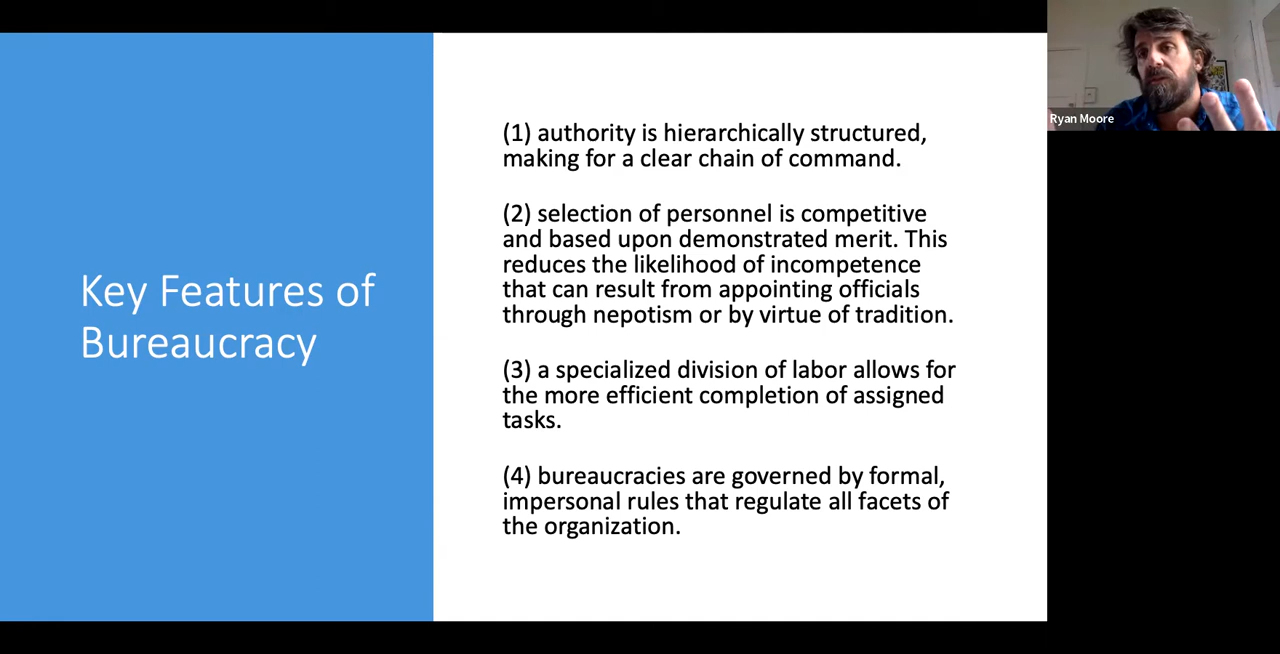 Key Features of
Bureaucracy
(1) authority is hierarchically structured,
making for a clear chain of command.
(2) selection of personnel is competitive
and based upon demonstrated merit. This
reduces the likelihood of incompetence
that can result from appointing officials
through nepotism or by virtue of tradition.
(3) a specialized division of labor allows for
the more efficient completion of assigned
tasks.
(4) bureaucracies are governed by formal,
impersonal rules that regulate all facets of
the organization.
Ryan Moore